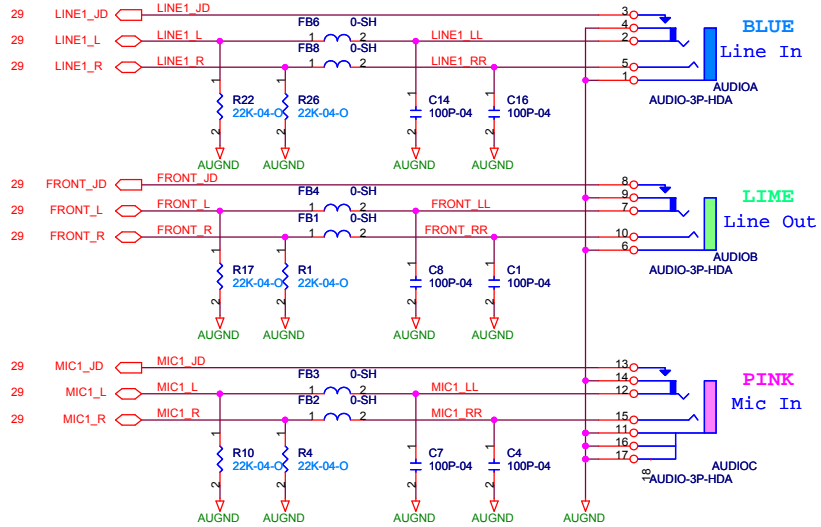 29 LINE1_JD LINE1_JD FB6 0-SH 3 BLUE
4
29 LINE1_L LINE1_L 1 2 LINE1_LL 2 Line In
FB8 0-SH
29 LINE1_R LINE1_R 1 2 LINE1_RR 5
1
AUDIOA
AUDIO-3P-HDA
1 1 1 1
R22 R26 C14 C16
22K-04-O 22K-04-O 100P-04 100P-04
2 2 2 2
AUGND AUGND AUGND AUGND
29 FRONT_JD FRONT_JD 8
FB4 0-SH 9 LIME
29 FRONT_L FRONT_L 1 2 FRONT_LL 7
FB1 0-SH Line Out
29 FRONT_R FRONT_R 1 2 FRONT_RR 10
6
AUDIOB
AUDIO-3P-HDA
1 1 1 1
R17 R1 C8 C1
22K-04-O 22K-04-O 100P-04 100P-04
2 2 2 2
AUGND AUGND AUGND AUGND
29 MIC1_JD MIC1_JD 13
FB3 0-SH 14 PINK
29 MIC1_L MIC1_L 1 2 MIC1_LL 12
FB2 0-SH Mic In
29 MIC1_R MIC1_R 1 2 MIC1_RR 15
11
16
17
18
AUDIOC
AUDIO-3P-HDA
1 1 1 1
R10 R4 C7 C4
22K-04-O 22K-04-O 100P-04 100P-04
2 2 2 2
AUGND AUGND AUGND AUGND AUGND